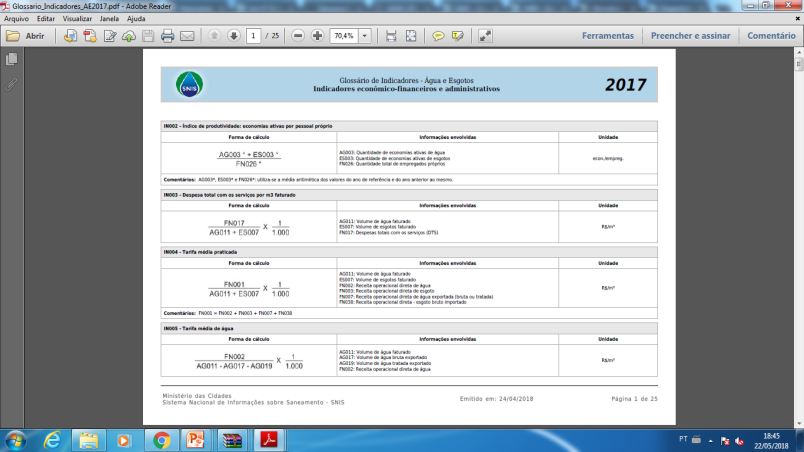 Glossario_Indicadores_AE2017.pdf - Adobe Reader
Arquivo Editar Visualizar Janela Ajuda
Abrir 1 / 25 70,4% Ferramentas Preencher e assinar Comentário
SNIS
Glossário de Indicadores - Água e Esgotos
Indicadores econômico-financeiros e administrativos
2017
IN002 - Índice de produtividade: economias ativas por pessoal próprio
Forma de cálculo Informações envolvidas Unidade
AG003 * + ES003 *
FN026 *
AG003: Quantidade de economias ativas de água
ES003: Quantidade de economias ativas de esgotos
FN026: Quantidade total de empregados próprios
econ./empreg.
Comentários: AG003*, ES003* e FN026*: utiliza-se a média aritmética dos valores do ano de referência e do ano anterior ao mesmo.
IN003 - Despesa total com os serviços por m3 faturado
Forma de cálculo Informações envolvidas Unidade
FN017 X 1
AG011 + ES007 1.000
AG011: Volume de água faturado
ES007: Volume de esgotos faturado
FN017: Despesas totais com os serviços (DTS)
R$/m³
IN004 - Tarifa média praticada
Forma de cálculo Informações envolvidas Unidade
FN001 X 1
AG011 + ES007 1.000
AG011: Volume de água faturado
ES007: Volume de esgotos faturado
FN002: Receita operacional direta de água
FN003: Receita operacional direta de esgoto
FN007: Receita operacional direta de água exportada (bruta ou tratada)
FN038: Receita operacional direta - esgoto bruto importado
R$/m³
Comentários: FN001 = FN002 + FN003 + FN007 + FN038
IN005 - Tarifa média de água
Forma de cálculo Informações envolvidas Unidade
FN002 X 1
AG011 - AG017 - AG019 1.000
AG011: Volume de água faturado
AG017: Volume de água bruta exportado
AG019: Volume de água tratada exportado
FN002: Receita operacional direta de água
R$/m³
Ministério das Cidades
Sistema Nacional de Informações sobre Saneamento - SNIS
Emitido em: 24/04/2018
Página 1 de 25
PT
18:45
22/05/2018